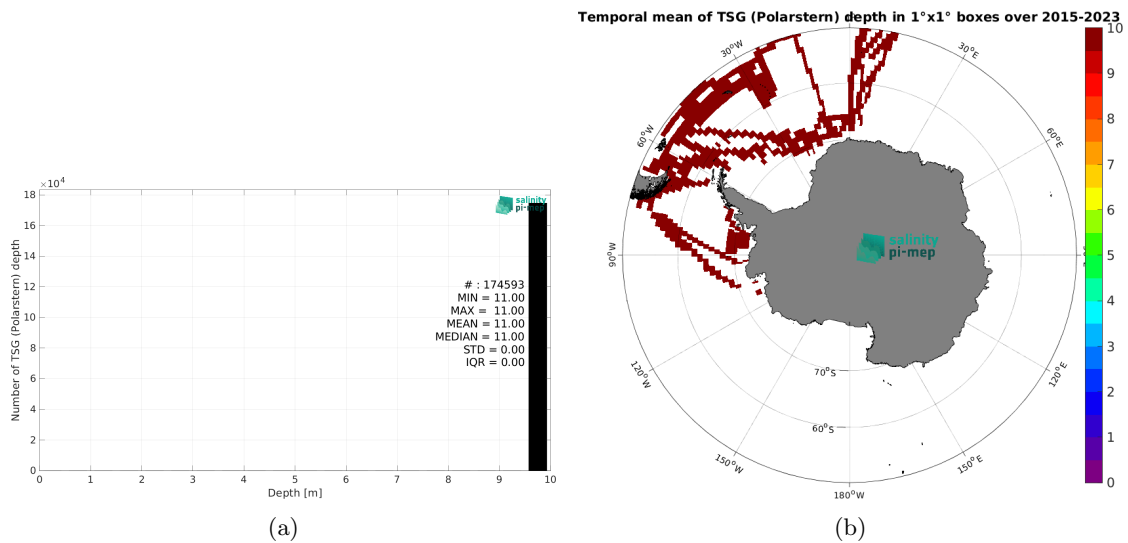 ×10⁴
18
16
14
12
10
8
6
4
2
0
Number of TSG (Polarstern) depth
salinity
pi-mep
# : 174593
MIN = 11.00
MAX = 11.00
MEAN = 11.00
MEDIAN = 11.00
STD = 0.00
IQR = 0.00
0 1 2 3 4 5 6 7 8 9 10
Depth [m]
(a)
Temporal mean of TSG (Polarstern) depth in 1°x1° boxes over 2015-2023
30°W
30°E
60°W
60°E
90°W
120°W
120°E
150°W
150°E
180°W
70°S
60°S
salinity
pi-mep
10
9
8
7
6
5
4
3
2
1
0
(b)